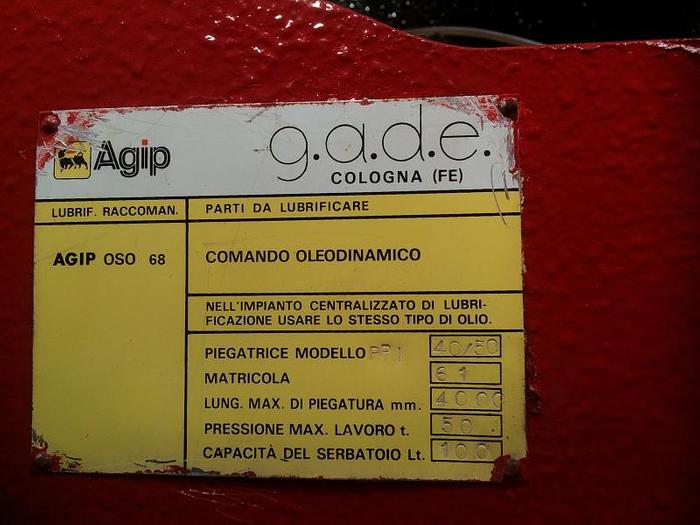 Agip
g.a.d.e.
COLOGNA (FE)
LUBRIF. RACCOMAN. PARTI DA LUBRIFICARE
AGIP OSO 68 COMANDO OLEODINAMICO
NELL'IMPIANTO CENTRALIZZATO DI LUBRI-
FICAZIONE USARE LO STESSO TIPO DI OLIO.
PIEGATRICE MODELLO 40/50
MATRICOLA 61
LUNG. MAX. DI PIEGATURA mm. 4000
PRESSIONE MAX. LAVORO t. 50
CAPACITÀ DEL SERBATOIO Lt. 100